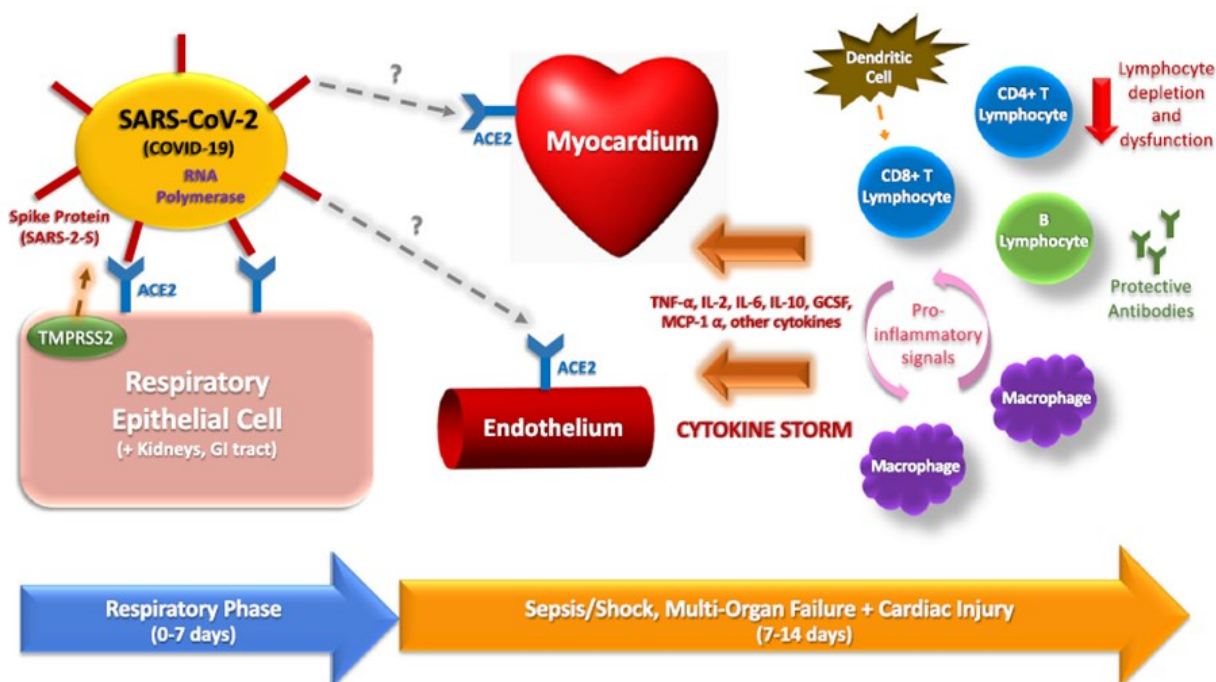 SARS-CoV-2
(COVID-19)
RNA
Polymerase
Spike Protein
(SARS-2-S)
ACE2
TMPRSS2
Respiratory
Epithelial Cell
(+ Kidneys, GI tract)
?
ACE2
Myocardium
?
ACE2
Endothelium
TNF-α, IL-2, IL-6, IL-10, GCSF,
MCP-1 α, other cytokines
CYTOKINE STORM
Dendritic
Cell
CD4+ T
Lymphocyte
Lymphocyte
depletion
and
dysfunction
CD8+ T
Lymphocyte
B
Lymphocyte
Protective
Antibodies
Pro-
inflammatory
signals
Macrophage
Macrophage
Respiratory Phase
(0-7 days)
Sepsis/Shock, Multi-Organ Failure + Cardiac Injury
(7-14 days)